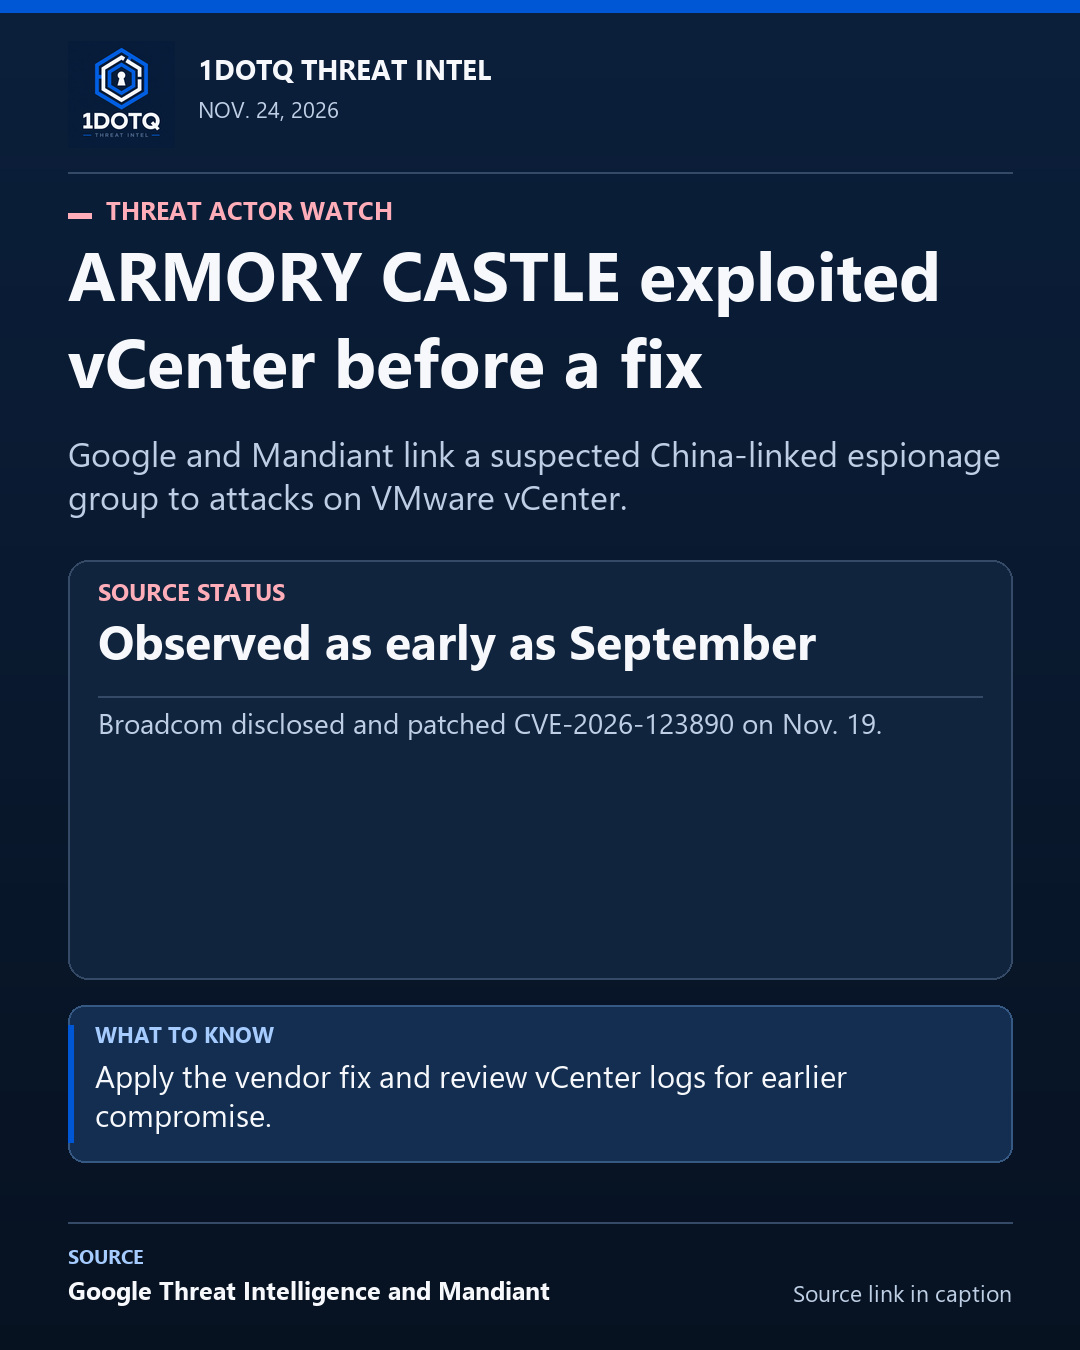 1DOTQ
THREAT INTEL
1DOTQ THREAT INTEL
NOV. 24, 2026
THREAT ACTOR WATCH
ARMORY CASTLE exploited
vCenter before a fix
Google and Mandiant link a suspected China-linked espionage
group to attacks on VMware vCenter.
SOURCE STATUS
Observed as early as September
Broadcom disclosed and patched CVE-2026-123890 on Nov. 19.
WHAT TO KNOW
Apply the vendor fix and review vCenter logs for earlier
compromise.
SOURCE
Google Threat Intelligence and Mandiant
Source link in caption